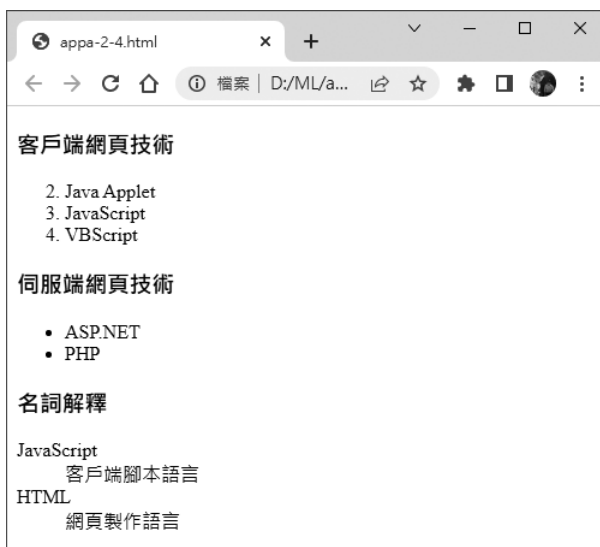 appa-2-4.html
檔案 | D:/ML/a...
客戶端網頁技術
2. Java Applet
3. JavaScript
4. VBScript
伺服端網頁技術
• ASP.NET
• PHP
名詞解釋
JavaScript
客戶端腳本語言
HTML
網頁製作語言